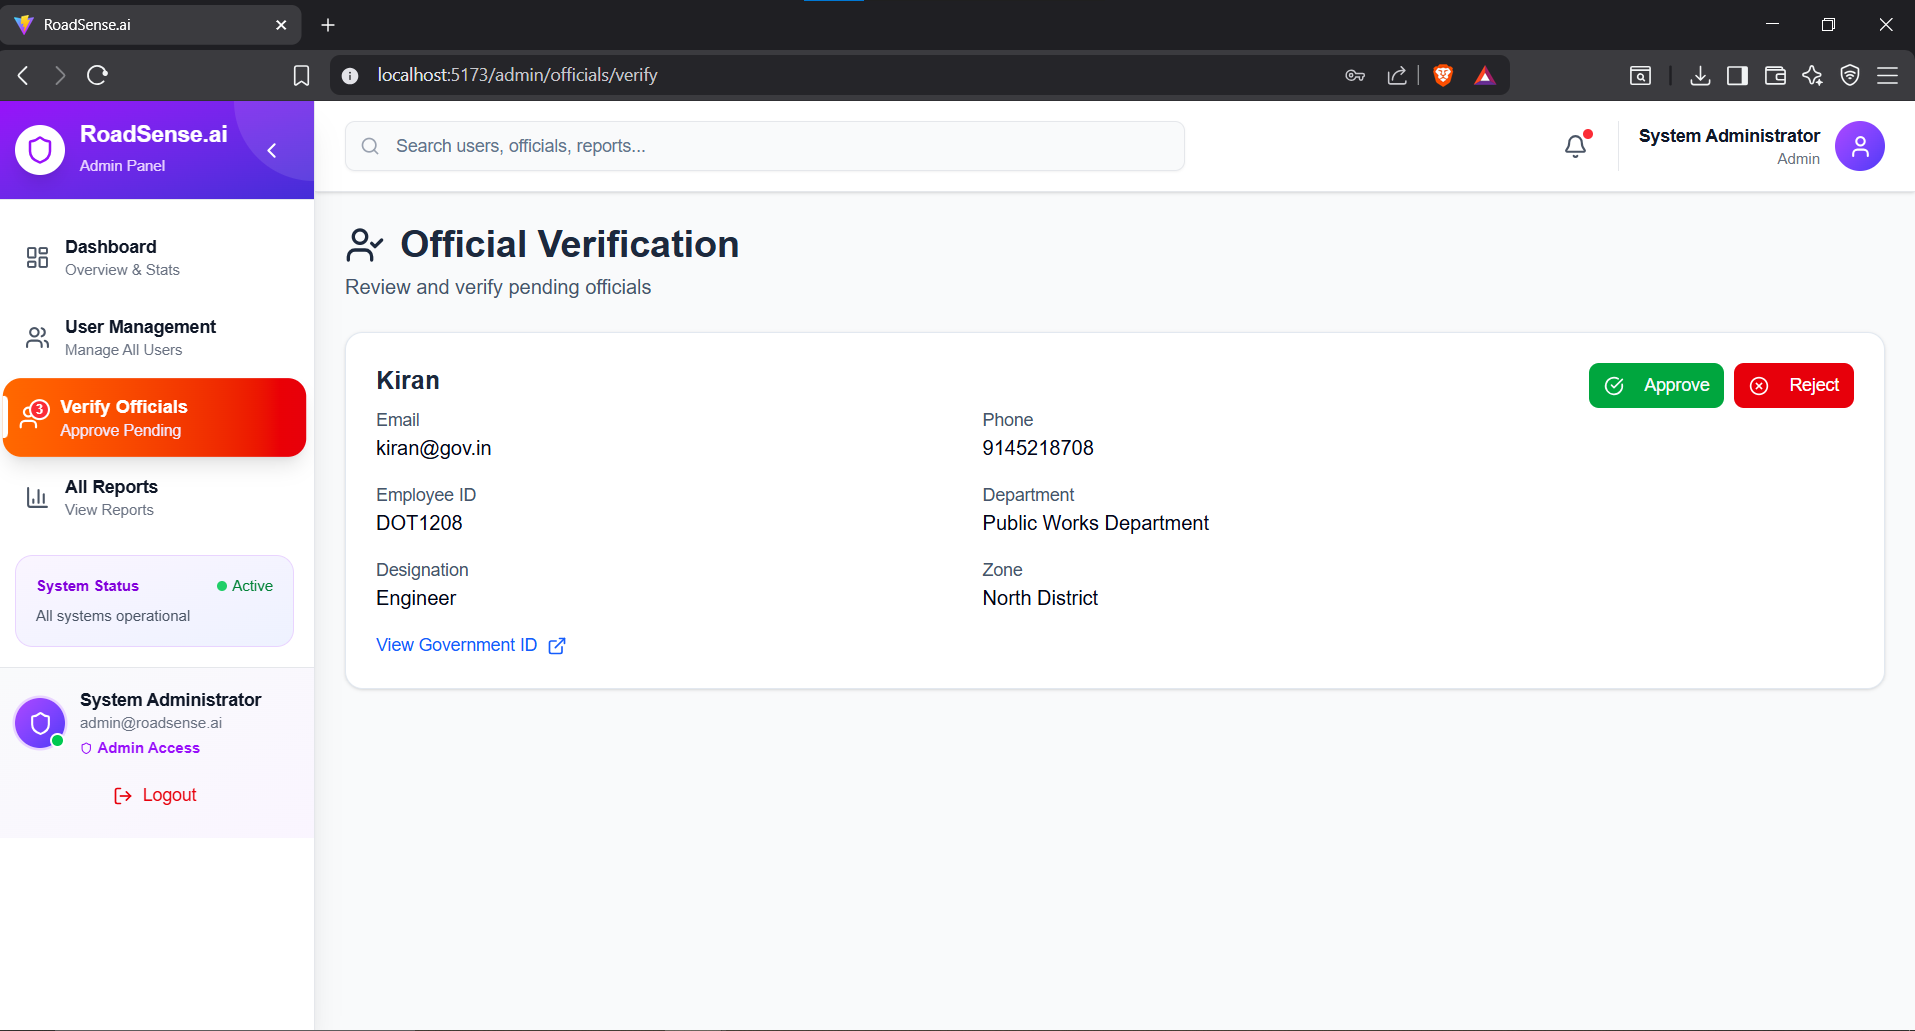 RoadSense.ai
localhost:5173/admin/officials/verify
RoadSense.ai
Admin Panel
Search users, officials, reports...
System Administrator
Admin
Dashboard
Overview & Stats
User Management
Manage All Users
3
Verify Officials
Approve Pending
All Reports
View Reports
System Status
Active
All systems operational
System Administrator
admin@roadsense.ai
Admin Access
Logout
Official Verification
Review and verify pending officials
Kiran
Approve
Reject
Email
kiran@gov.in
Phone
9145218708
Employee ID
DOT1208
Department
Public Works Department
Designation
Engineer
Zone
North District
View Government ID